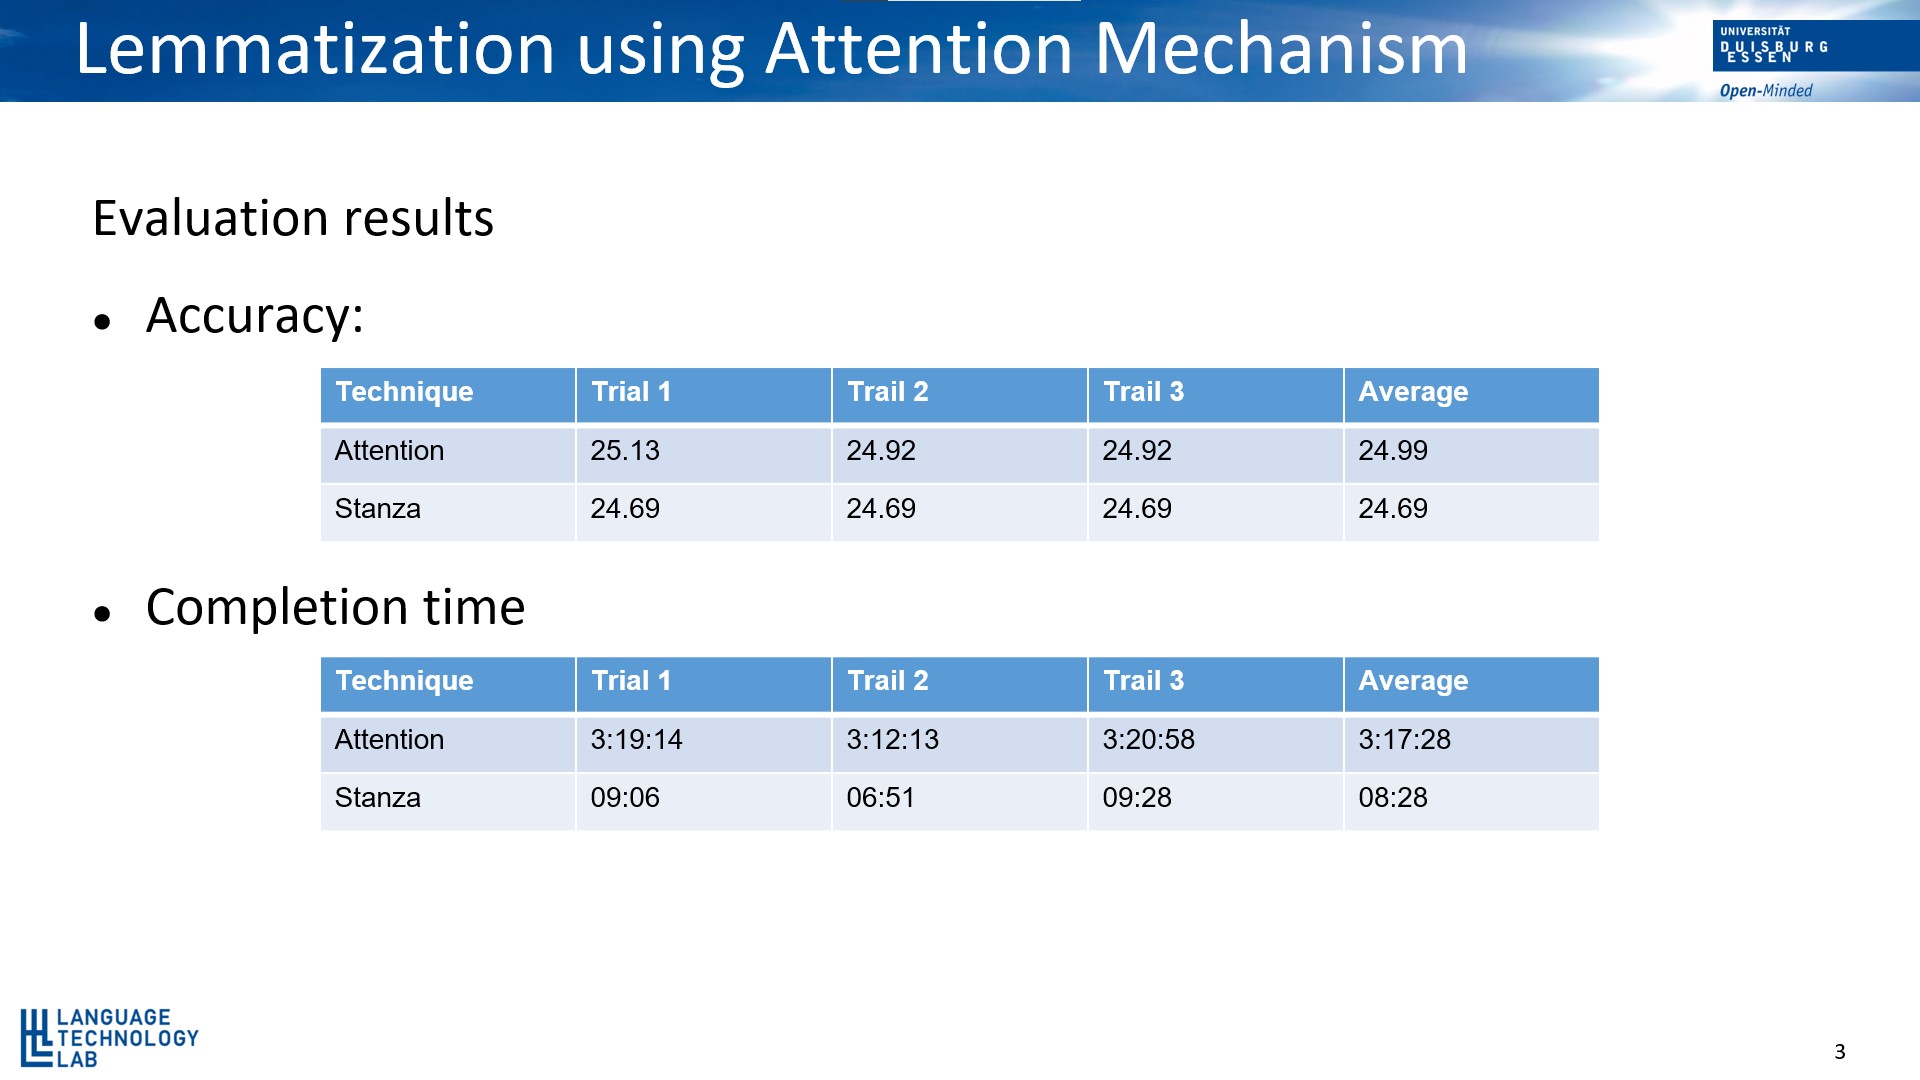 Lemmatization using Attention Mechanism
UNIVERSITÄT
DUISBURG
ESSEN
Open-Minded
Evaluation results
● Accuracy:
Technique Trial 1 Trail 2 Trail 3 Average
Attention 25.13 24.92 24.92 24.99
Stanza 24.69 24.69 24.69 24.69
● Completion time
Technique Trial 1 Trail 2 Trail 3 Average
Attention 3:19:14 3:12:13 3:20:58 3:17:28
Stanza 09:06 06:51 09:28 08:28
LANGUAGE
TECHNOLOGY
LAB
3